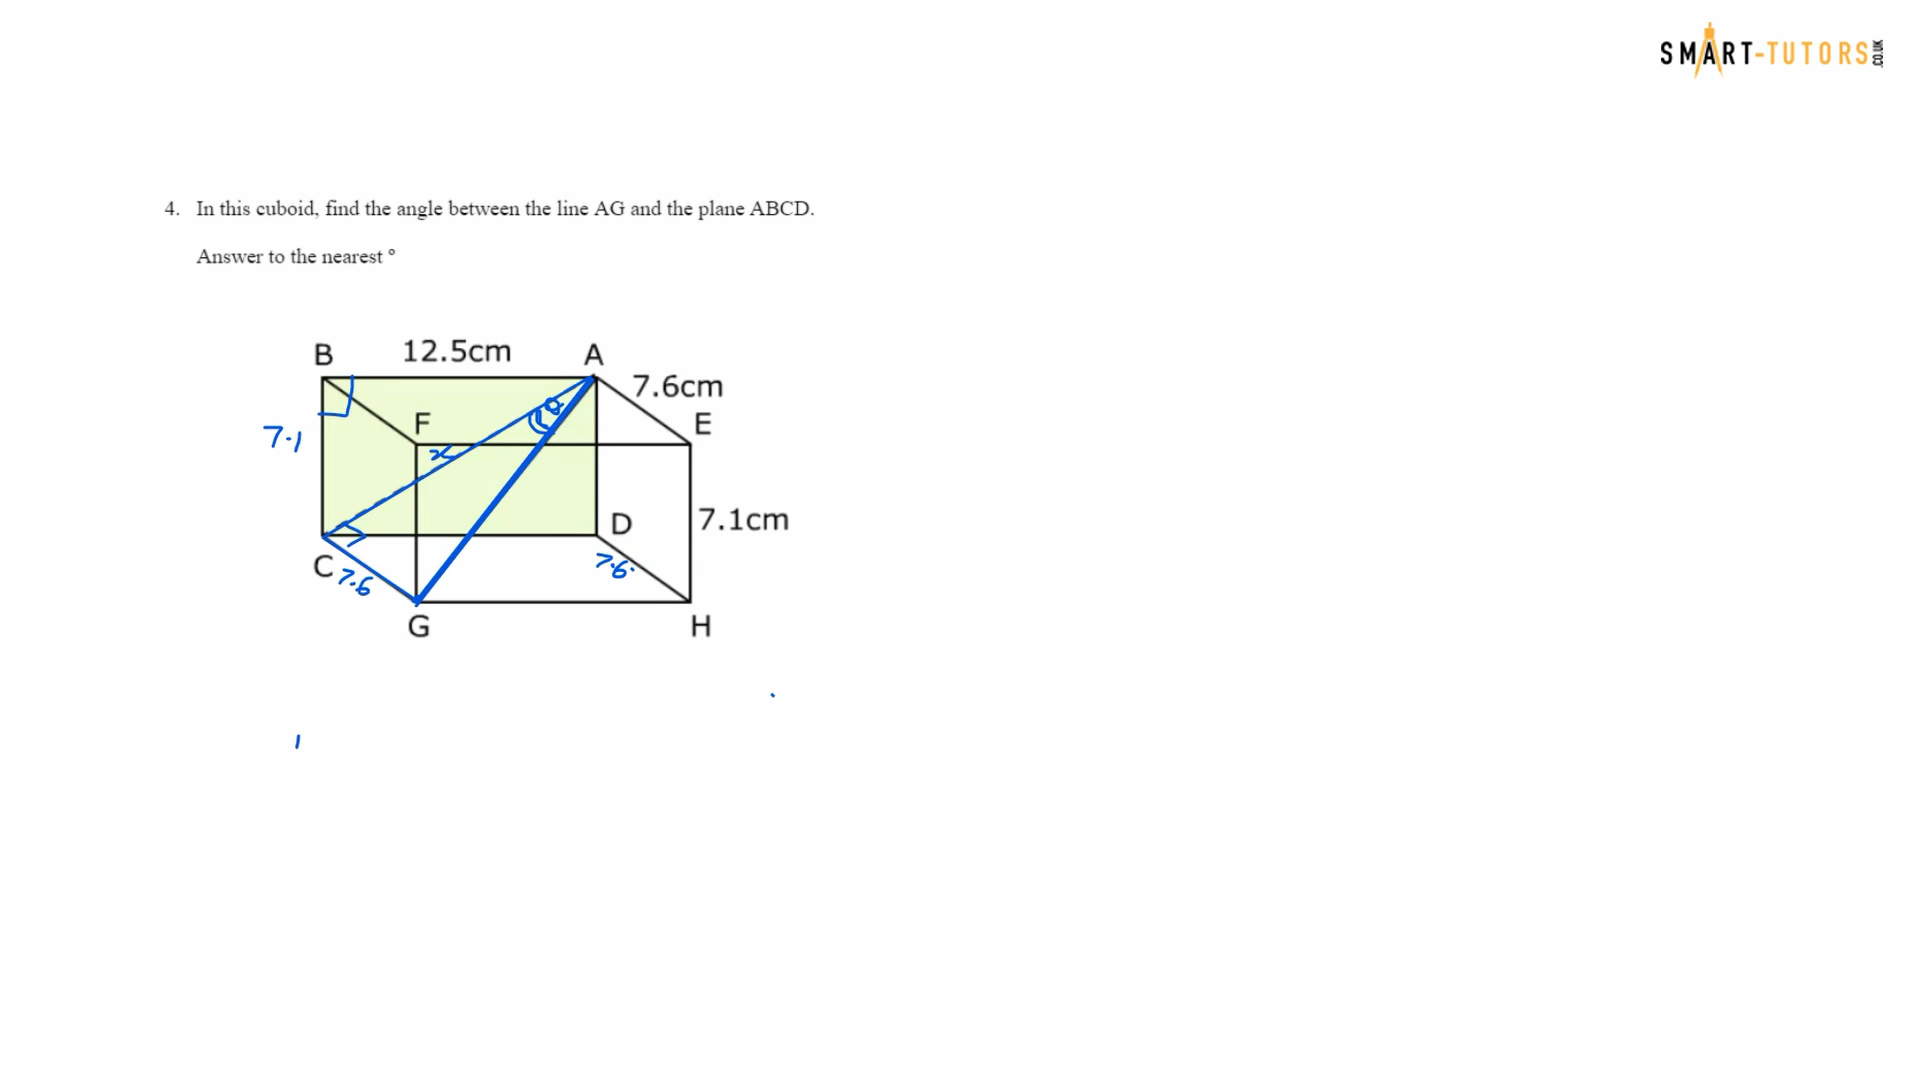 SMART-TUTORS.CO.UK
4. In this cuboid, find the angle between the line AG and the plane ABCD.
Answer to the nearest °
B 12.5cm A
7.6cm
F E
7.1
x θ
D 7.1cm
C 7.6 7.6
G H